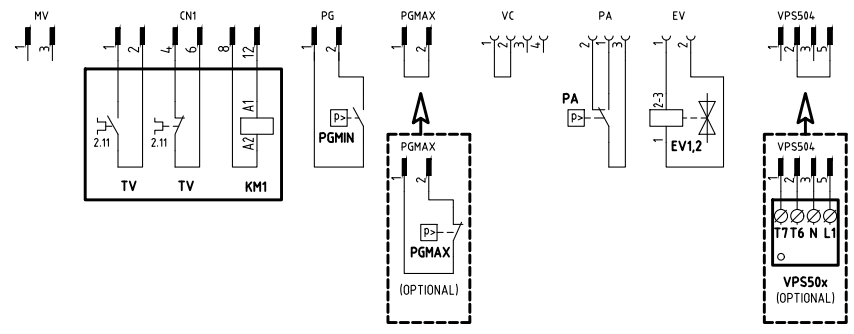 MV CN1 PG PGMAX VC PA EV VPS504
1 3 1 2 4 6 8 12 1 2 1 2 1 2 3 4 2 1 3 1 2 1 2 3 5
A1 2-3
PA
2.11 2.11 P> P>
A2 1
PGMIN EV1,2
PGMAX VPS504
TV TV KM1
1 2 1 2 3 5
P>
T7 T6 N L1
PGMAX
VPS50x
(OPTIONAL) (OPTIONAL)